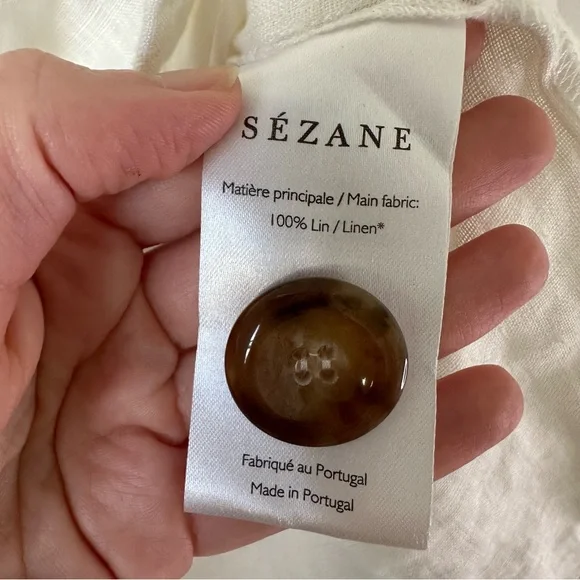 SÉZANE
Matière principale / Main fabric:
100% Lin / Linen*
Fabriqué au Portugal
Made in Portugal